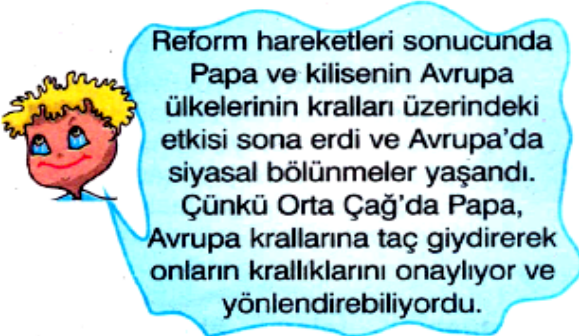 Reform hareketleri sonucunda
Papa ve kilisenin Avrupa
ülkelerinin kralları üzerindeki
etkisi sona erdi ve Avrupa'da
siyasal bölünmeler yaşandı.
Çünkü Orta Çağ'da Papa,
Avrupa krallarına taç giydirerek
onların krallıklarını onaylıyor ve
yönlendirebiliyordu.